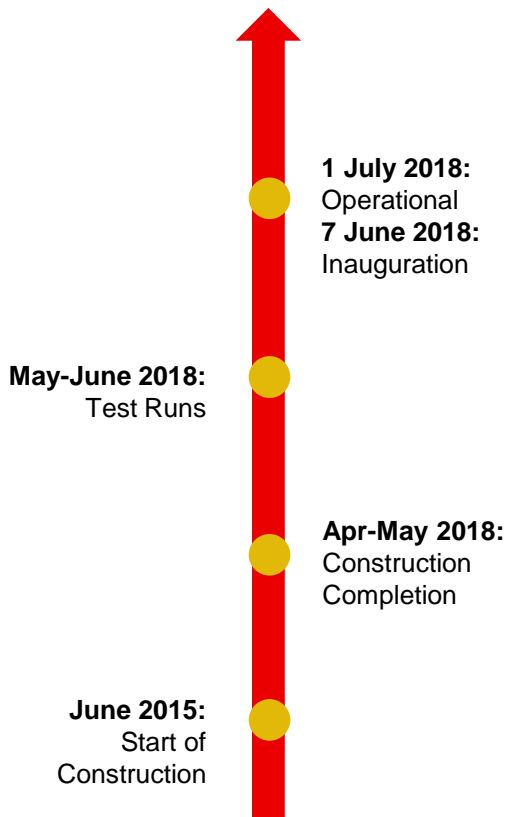 1 July 2018:
Operational
7 June 2018:
Inauguration
May-June 2018:
Test Runs
Apr-May 2018:
Construction
Completion
June 2015:
Start of
Construction